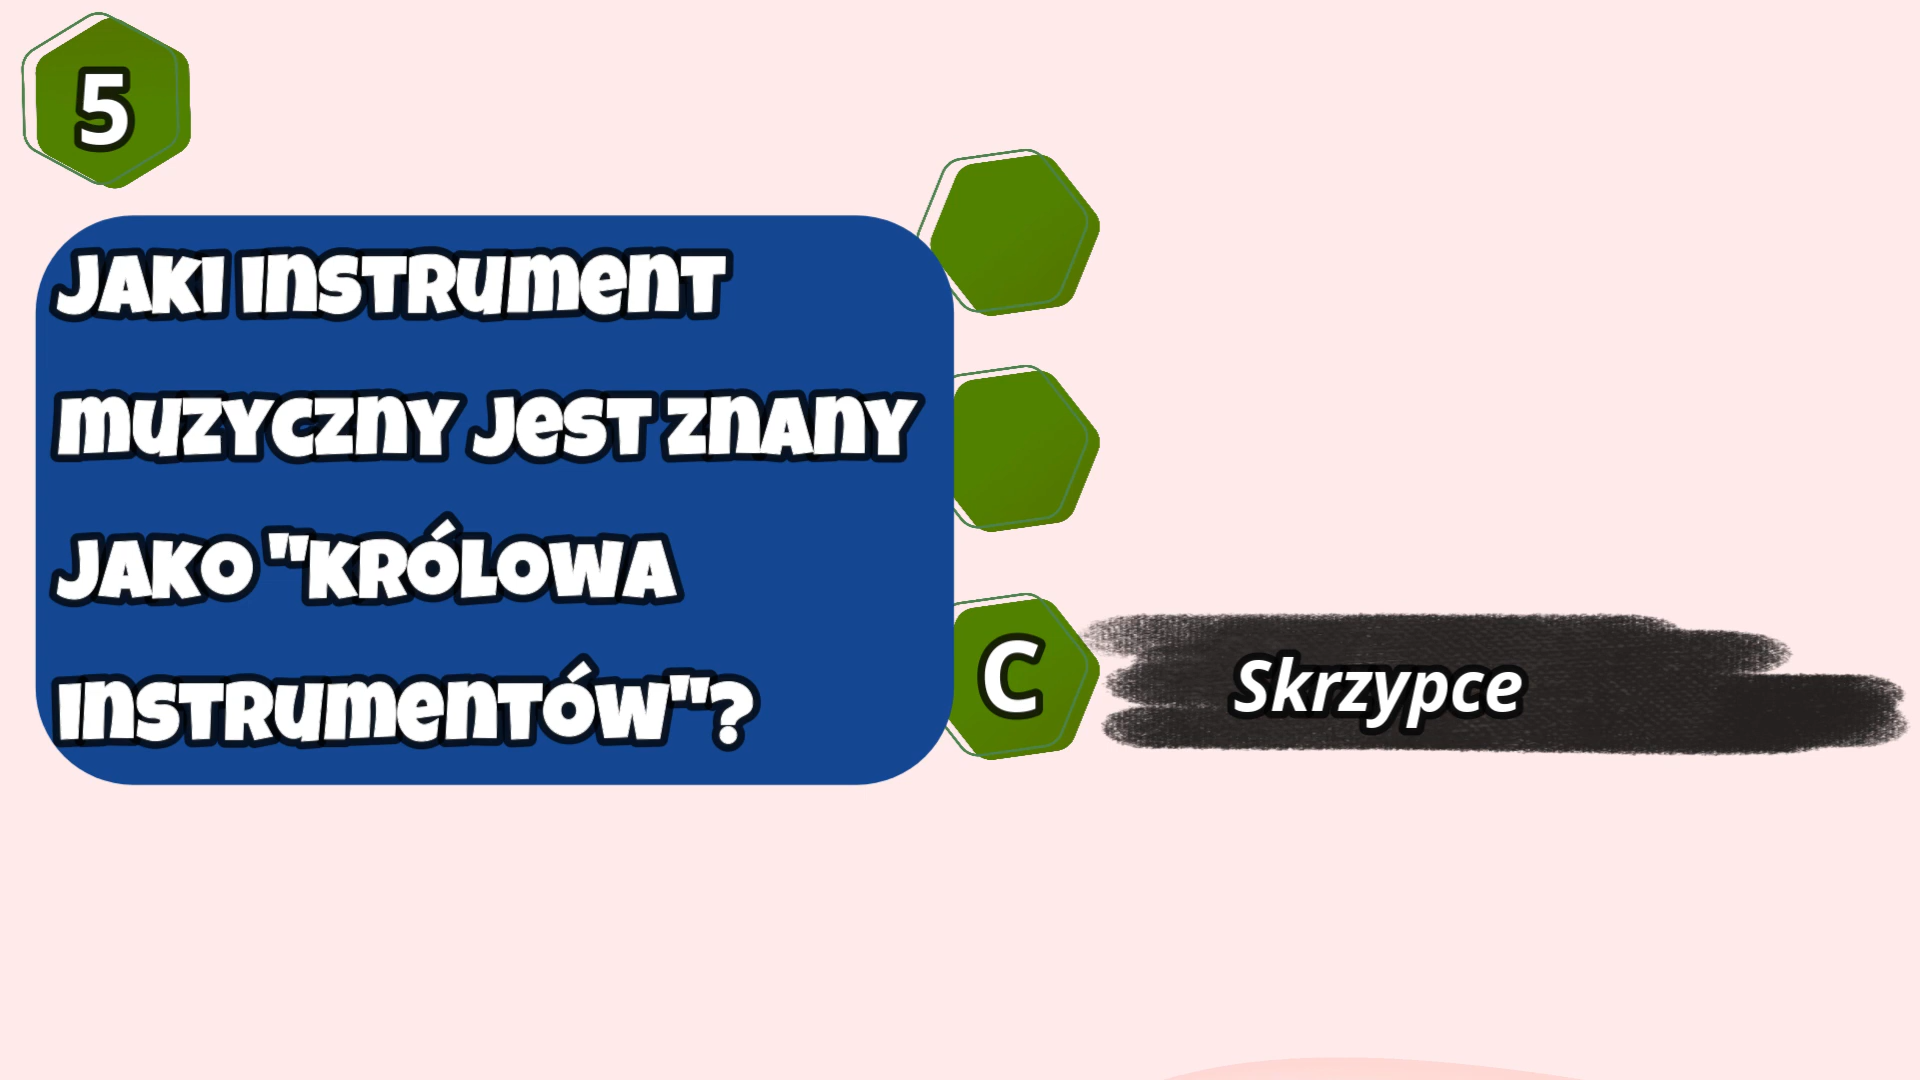 5
JAKI INSTRUMENT
MUZYCZNY JEST ZNANY
JAKO "KRÓLOWA
INSTRUMENTÓW"?
C
Skrzypce